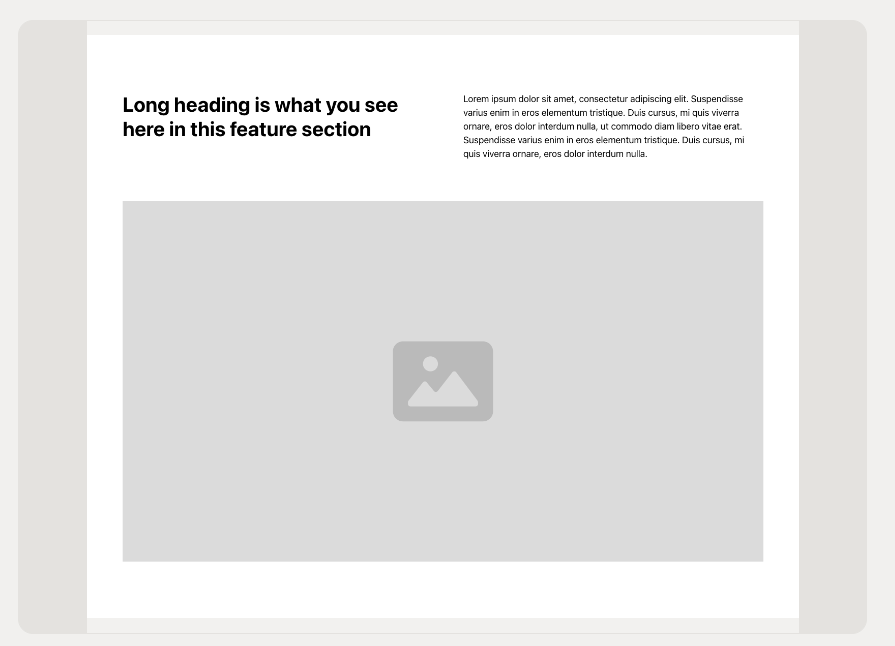 Long heading is what you see
here in this feature section
Lorem ipsum dolor sit amet, consectetur adipiscing elit. Suspendisse
varius enim in eros elementum tristique. Duis cursus, mi quis viverra
ornare, eros dolor interdum nulla, ut commodo diam libero vitae erat.
Suspendisse varius enim in eros elementum tristique. Duis cursus, mi
quis viverra ornare, eros dolor interdum nulla.